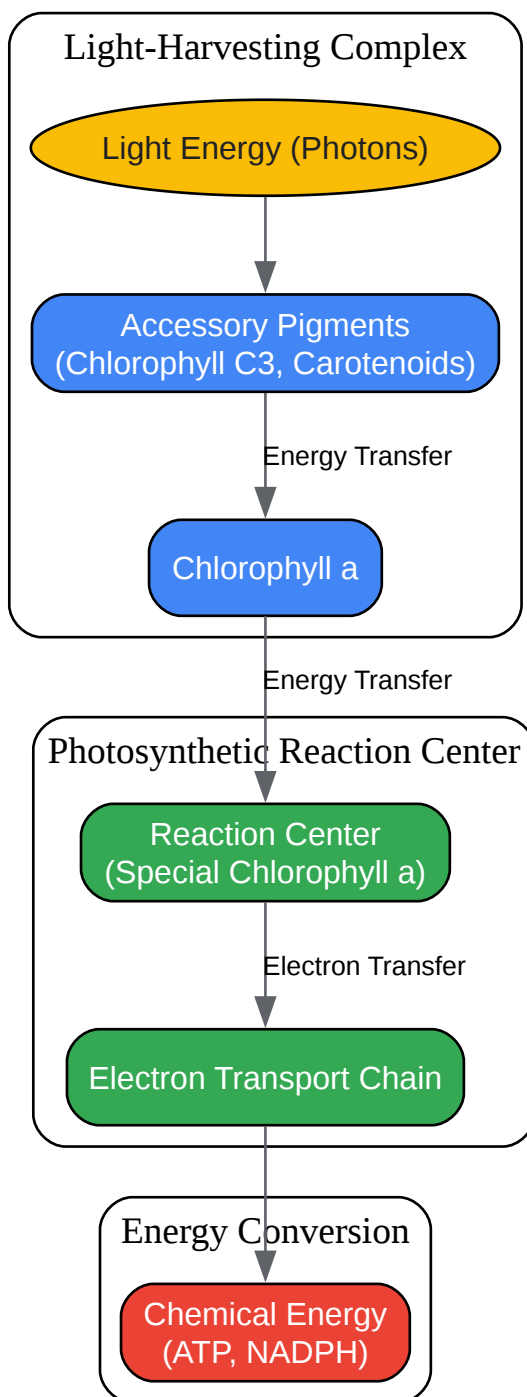 Light-Harvesting Complex
Light Energy (Photons)
Accessory Pigments
(Chlorophyll C3, Carotenoids)
Energy Transfer
Chlorophyll a
Energy Transfer
Photosynthetic Reaction Center
Reaction Center
(Special Chlorophyll a)
Electron Transfer
Electron Transport Chain
Energy Conversion
Chemical Energy
(ATP, NADPH)